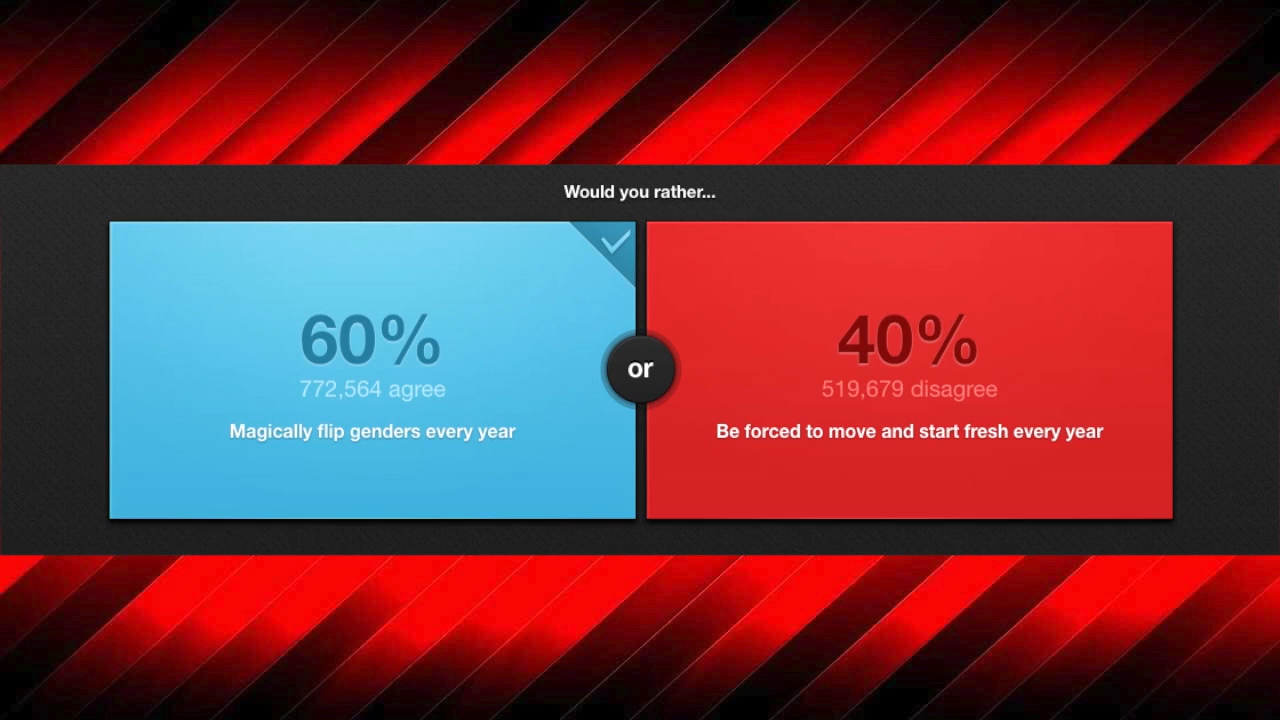 Would you rather...
60%
772,564 agree
Magically flip genders every year
or
40%
519,679 disagree
Be forced to move and start fresh every year